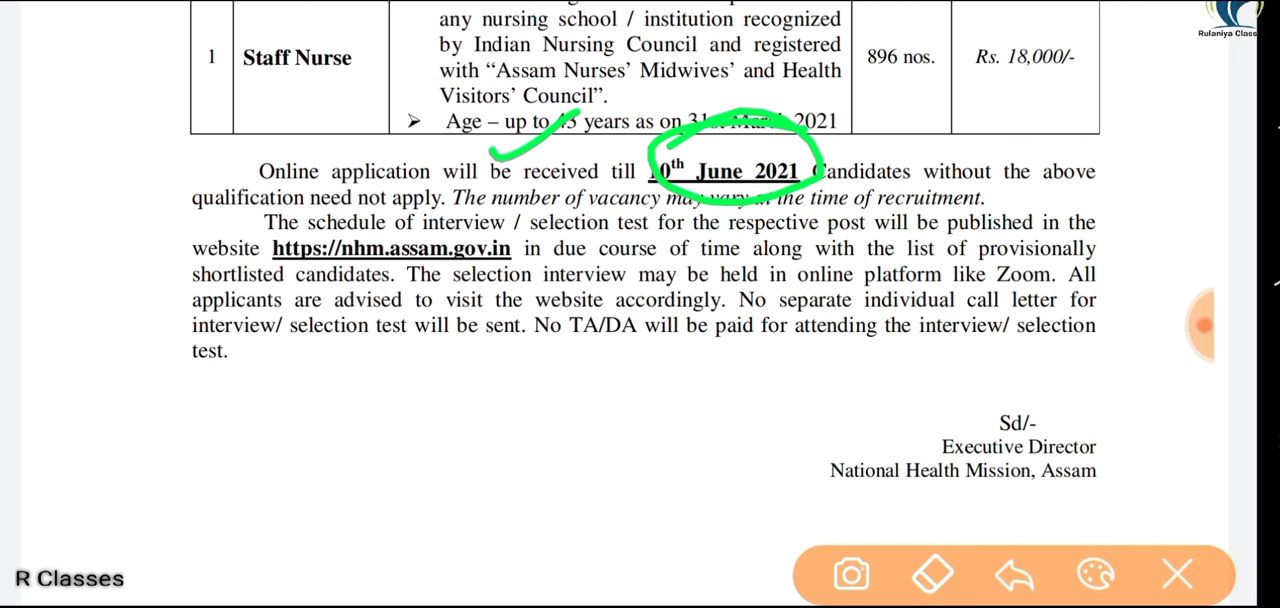 any nursing school / institution recognized
by Indian Nursing Council and registered
with “Assam Nurses’ Midwives’ and Health
Visitors’ Council”.
➤ Age – up to years as on 2021
1 Staff Nurse 896 nos. Rs. 18,000/-
Online application will be received till June 2021 Candidates without the above
qualification need not apply. The number of vacancy may vary at the time of recruitment.
The schedule of interview / selection test for the respective post will be published in the
website https://nhm.assam.gov.in in due course of time along with the list of provisionally
shortlisted candidates. The selection interview may be held in online platform like Zoom. All
applicants are advised to visit the website accordingly. No separate individual call letter for
interview/ selection test will be sent. No TA/DA will be paid for attending the interview/ selection
test.
Sd/-
Executive Director
National Health Mission, Assam
R Classes
Rulaniya